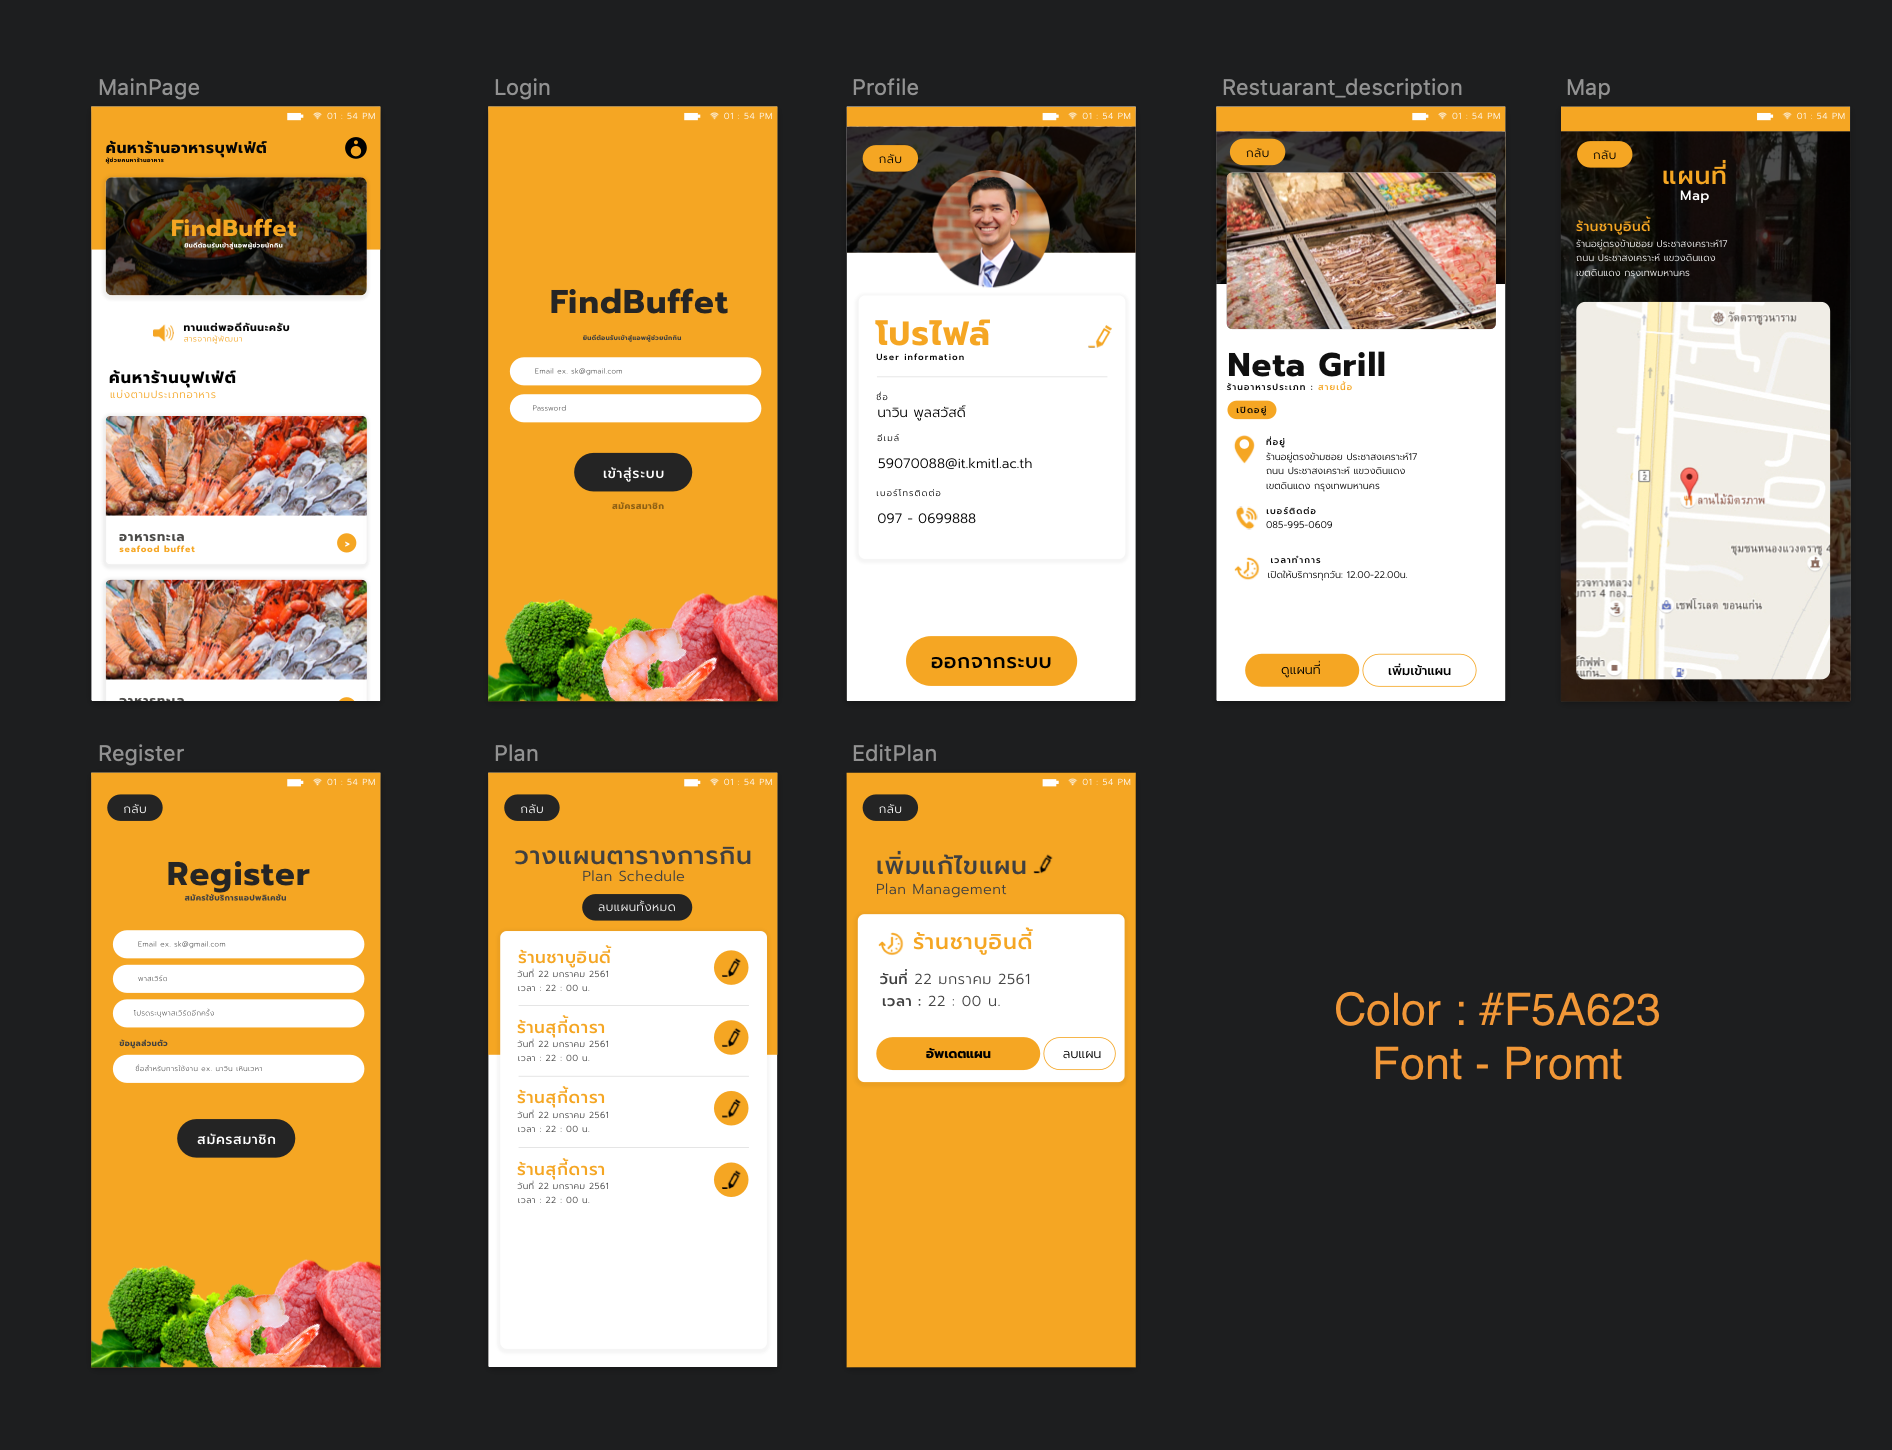 MainPage
01 : 54 PM
ค้นหาร้านอาหารบุฟเฟ่ต์
ผู้ช่วยคนหาร้านอาหาร
FindBuffet
ยินดีต้อนรับเข้าสู่แอพผู้ช่วยนักกิน
ทานแต่พอดีกันนะครับ
สารจากผู้พัฒนา
ค้นหาร้านบุฟเฟ่ต์
แบ่งตามประเภทอาหาร
อาหารทะเล
seafood buffet
>
อาหารทะเล
Login
01 : 54 PM
FindBuffet
ยินดีต้อนรับเข้าสู่แอพผู้ช่วยนักกิน
Email ex. sk@gmail.com
Password
เข้าสู่ระบบ
สมัครสมาชิก
Profile
01 : 54 PM
กลับ
โปรไฟล์
User information
ชื่อ
นาวิน พูลสวัสดิ์
อีเมล์
59070088@it.kmitl.ac.th
เบอร์โทรติดต่อ
097 - 0699888
ออกจากระบบ
Restuarant_description
01 : 54 PM
กลับ
Neta Grill
ร้านอาหารประเภท : สายเนื้อ
เปิดอยู่
ที่อยู่
ร้านอยู่ตรงข้ามซอย ประชาสงเคราะห์17
ถนน ประชาสงเคราะห์ แขวงดินแดง
เขตดินแดง กรุงเทพมหานคร
เบอร์ติดต่อ
085-995-0609
เวลาทำการ
เปิดให้บริการทุกวัน: 12.00-22.00น.
ดูแผนที่
เพิ่มเข้าแผน
Map
01 : 54 PM
กลับ
แผนที่
Map
ร้านชาบูอินดี้
ร้านอยู่ตรงข้ามซอย ประชาสงเคราะห์17
ถนน ประชาสงเคราะห์ แขวงดินแดง
เขตดินแดง กรุงเทพมหานคร
วัดตราชูวนาราม
2
ลานไม้มิตรภาพ
ชุมชนหนองแวงตราชู 4
รวจทางหลวง
ับการ 4 กอง...
เชฟโรเลต ขอนแก่น
Register
01 : 54 PM
กลับ
Register
สมัครใช้บริการแอปพลิเคชัน
Email ex. sk@gmail.com
พาสเวิร์ด
โปรดระบุพาสเวิร์ดอีกครั้ง
ข้อมูลส่วนตัว
ชื่อสำหรับการใช้งาน ex. นาวิน เหินเวหา
สมัครสมาชิก
Plan
01 : 54 PM
กลับ
วางแผนตารางการกิน
Plan Schedule
ลบแผนทั้งหมด
ร้านชาบูอินดี้
วันที่ 22 มกราคม 2561
เวลา : 22 : 00 น.
ร้านสุกี้ดารา
วันที่ 22 มกราคม 2561
เวลา : 22 : 00 น.
ร้านสุกี้ดารา
วันที่ 22 มกราคม 2561
เวลา : 22 : 00 น.
ร้านสุกี้ดารา
วันที่ 22 มกราคม 2561
เวลา : 22 : 00 น.
EditPlan
01 : 54 PM
กลับ
เพิ่มแก้ไขแผน
Plan Management
ร้านชาบูอินดี้
วันที่ 22 มกราคม 2561
เวลา : 22 : 00 น.
อัพเดตแผน
ลบแผน
Color : #F5A623
Font - Promt